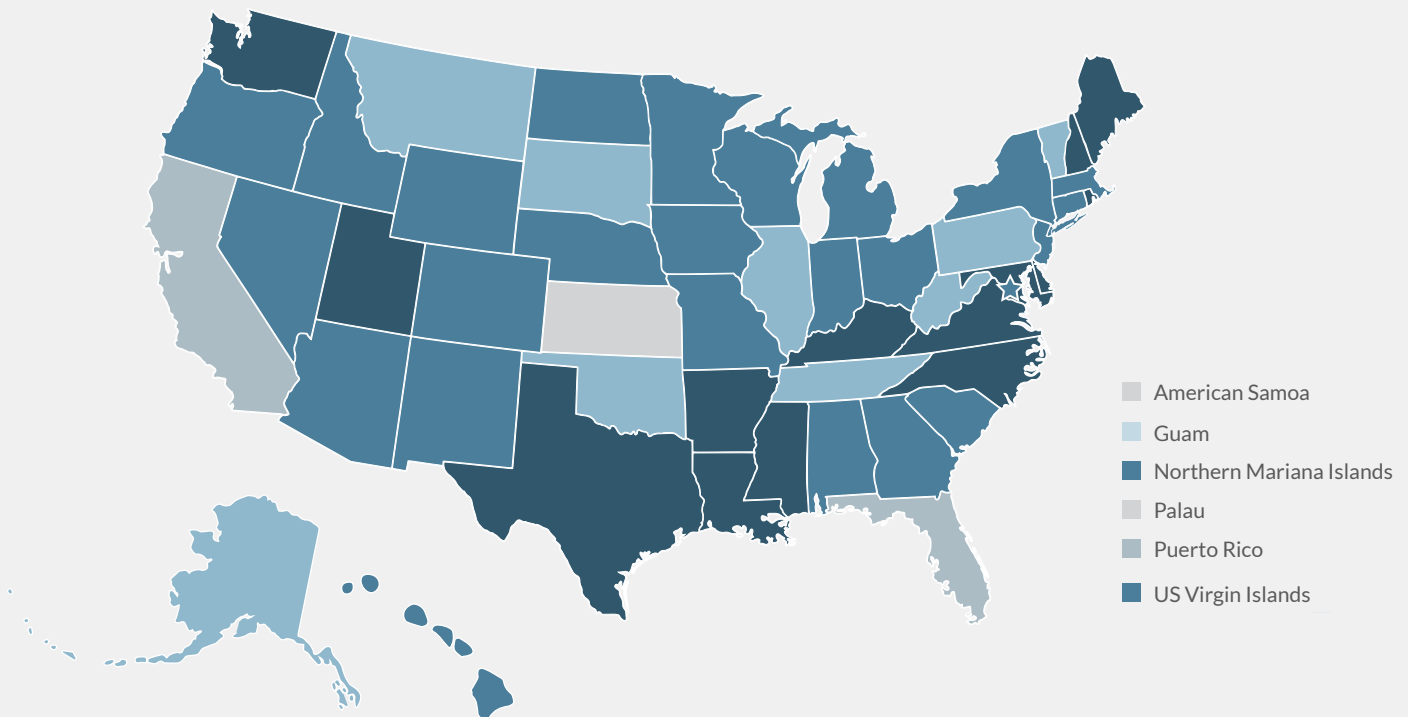 American Samoa
Guam
Northern Mariana Islands
Palau
Puerto Rico
US Virgin Islands